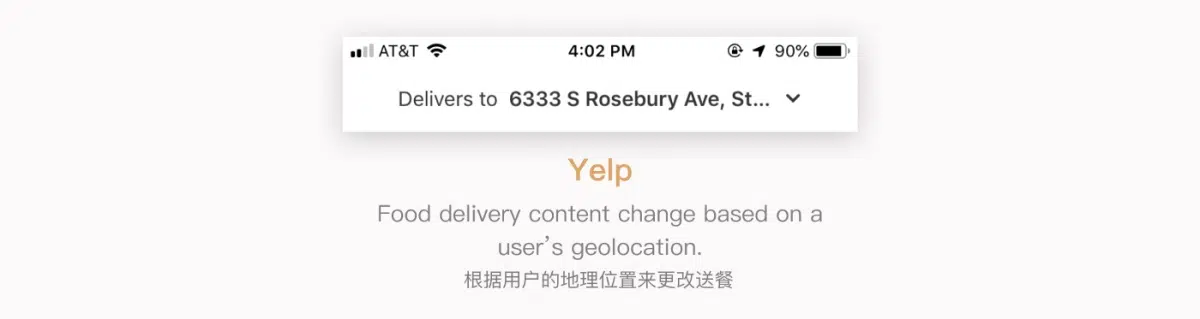 AT&T 4:02 PM 90%
Delivers to 6333 S Rosebury Ave, St...
Yelp
Food delivery content change based on a
user's geolocation.
根据用户的地理位置来更改送餐